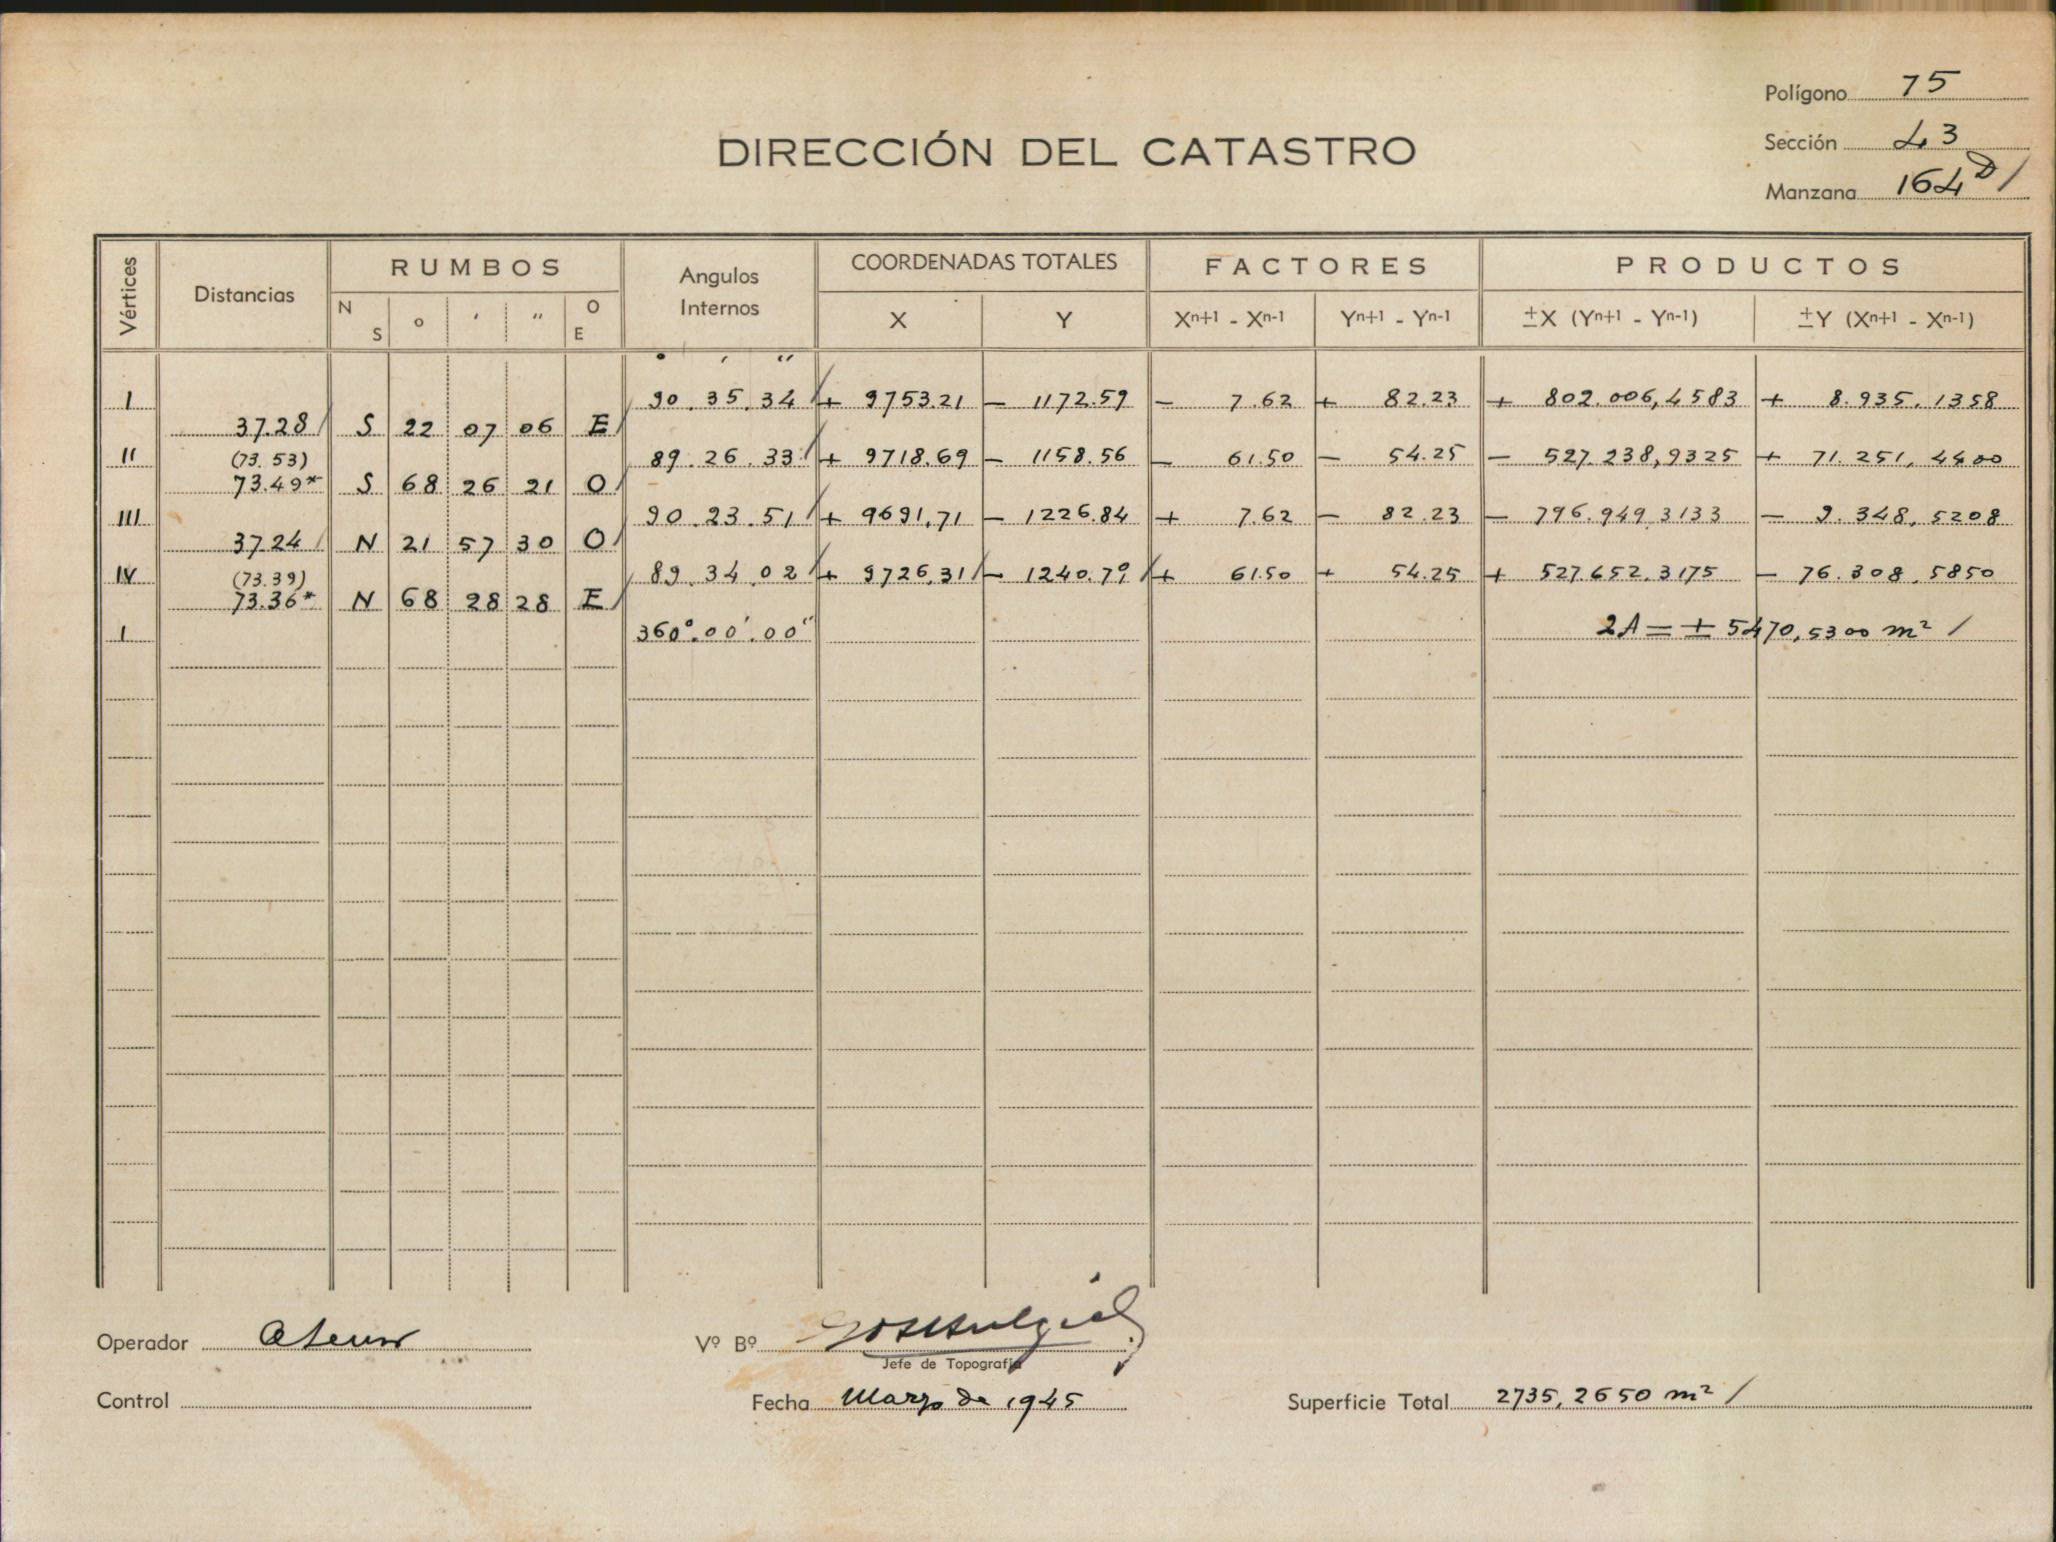 Polígono 75
DIRECCIÓN DEL CATASTRO
Sección 43
Manzana 164D /
Vértices Distancias RUMBOS Angulos Internos COORDENADAS TOTALES FACTORES PRODUCTOS
N S ° ' " O E X Y Xn+1 - Xn-1 Yn+1 - Yn-1 ±X (Yn+1 - Yn-1) ±Y (Xn+1 - Xn-1)
° ' "
I 90.35.34 / + 9753.21 - 1172.59 - 7.62 + 82.23 + 802.006,4583 + 8.935,1358
37.28 / S 22 07 06 E /
II (73.53) 89.26.33 / + 9718.69 - 1158.56 - 61.50 - 54.25 - 527.238,9325 + 71.251,4400
73.49* S 68 26 21 O /
III 90.23.51 / + 9691,71 - 1226.84 + 7.62 - 82.23 - 796.949,3133 - 9.348,5208
37.24 / N 21 57 30 O /
IV (73.39) 89.34.02 / + 9726,31 / - 1240.79 / + 61.50 + 54.25 + 527.652.3175 - 76.308,5850
73.36* N 68 28 28 E /
I 360°.00'.00" 2A = ± 5470,5300 m² /
Operador Vº Bº
Jefe de Topografía
Control Fecha Marzo de 1945 Superficie Total 2735,2650 m² /